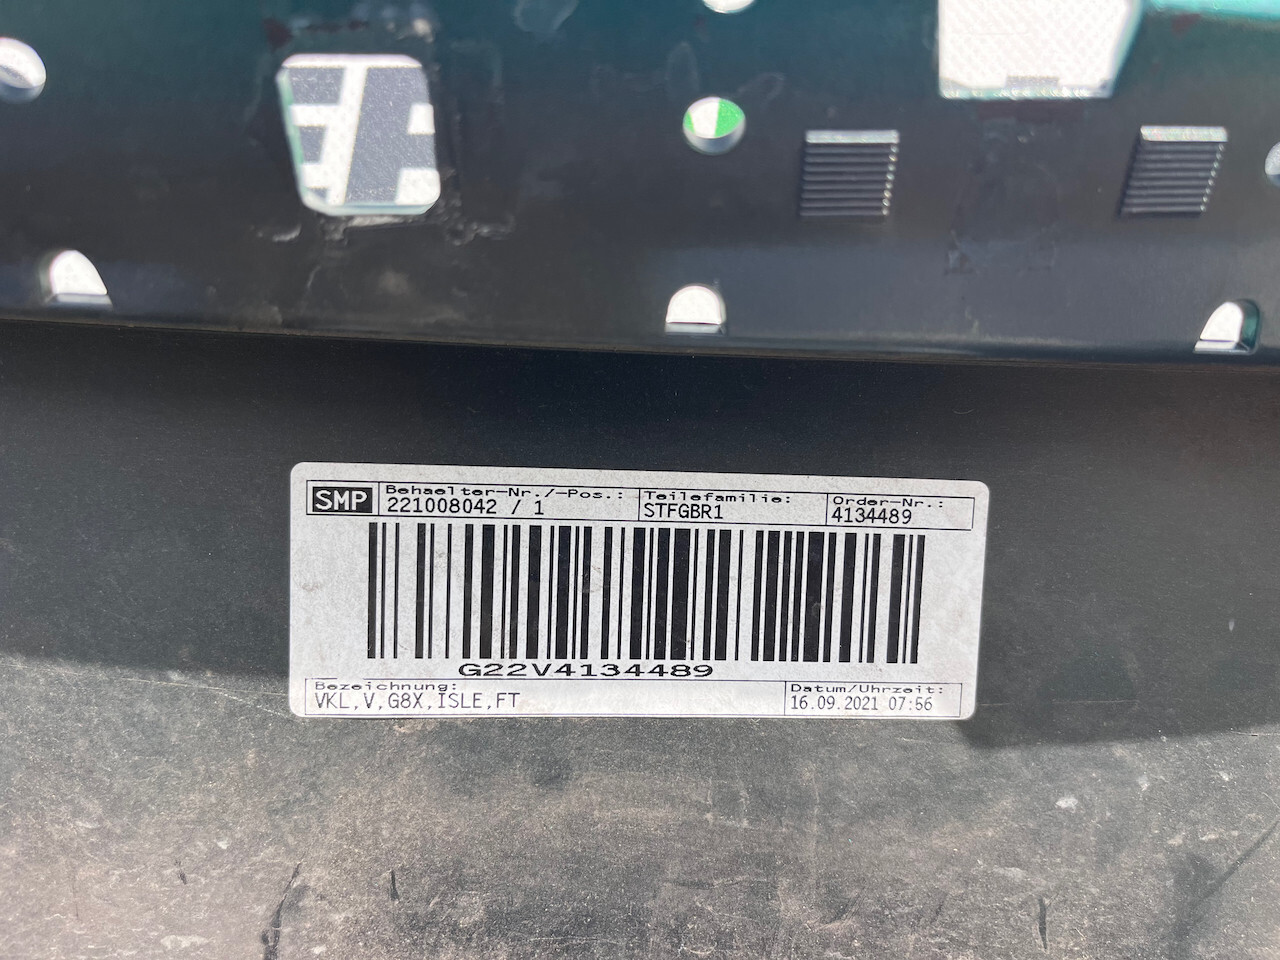 SMP
Behaelter-Nr./-Pos.: Teilefamilie: Order-Nr.:
221008042 / 1 STFGBR1 4134489
G22V4134489
Bezeichnung: Datum/Uhrzeit:
VKL,V,G8X,ISLE,FT 16.09.2021 07:56